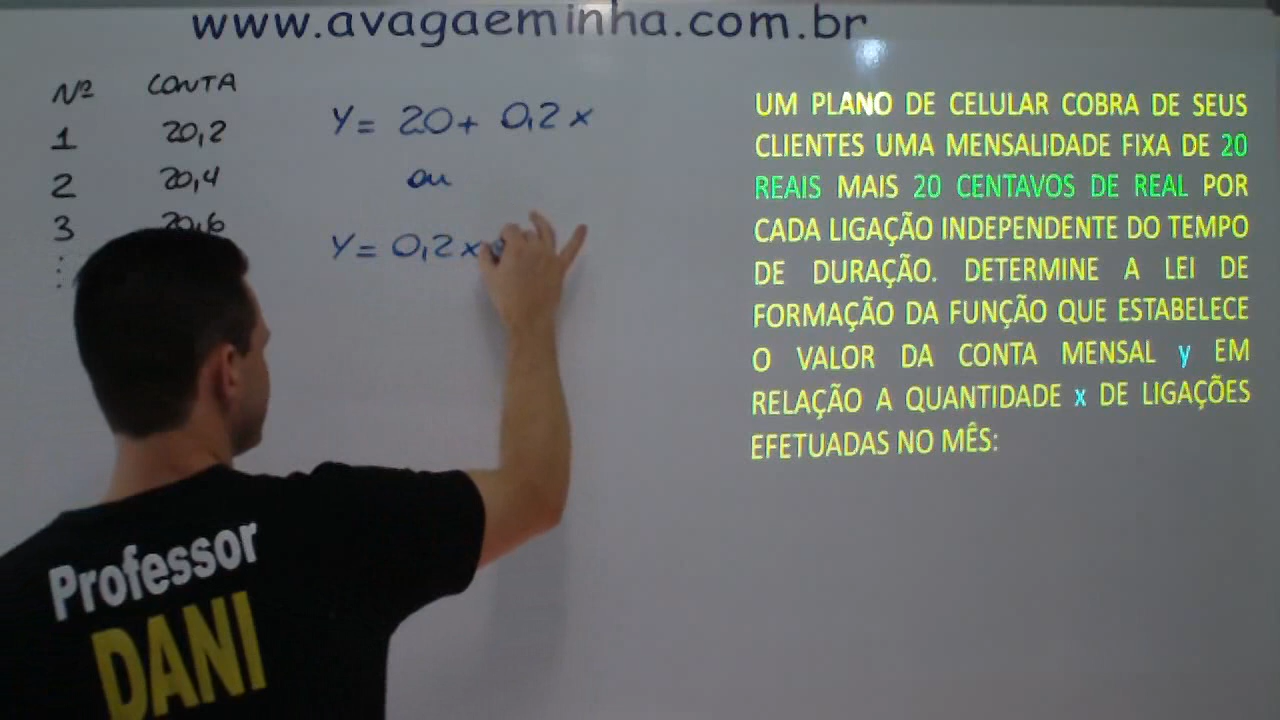 www.avagaeminha.com.br
Nº CONTA
1 20,2
2 20,4
3 20,6
⋮
Y = 20 + 0,2 x
ou
Y = 0,2 x
UM PLANO DE CELULAR COBRA DE SEUS
CLIENTES UMA MENSALIDADE FIXA DE 20
REAIS MAIS 20 CENTAVOS DE REAL POR
CADA LIGAÇÃO INDEPENDENTE DO TEMPO
DE DURAÇÃO. DETERMINE A LEI DE
FORMAÇÃO DA FUNÇÃO QUE ESTABELECE
O VALOR DA CONTA MENSAL y EM
RELAÇÃO A QUANTIDADE x DE LIGAÇÕES
EFETUADAS NO MÊS:
Professor
DANI